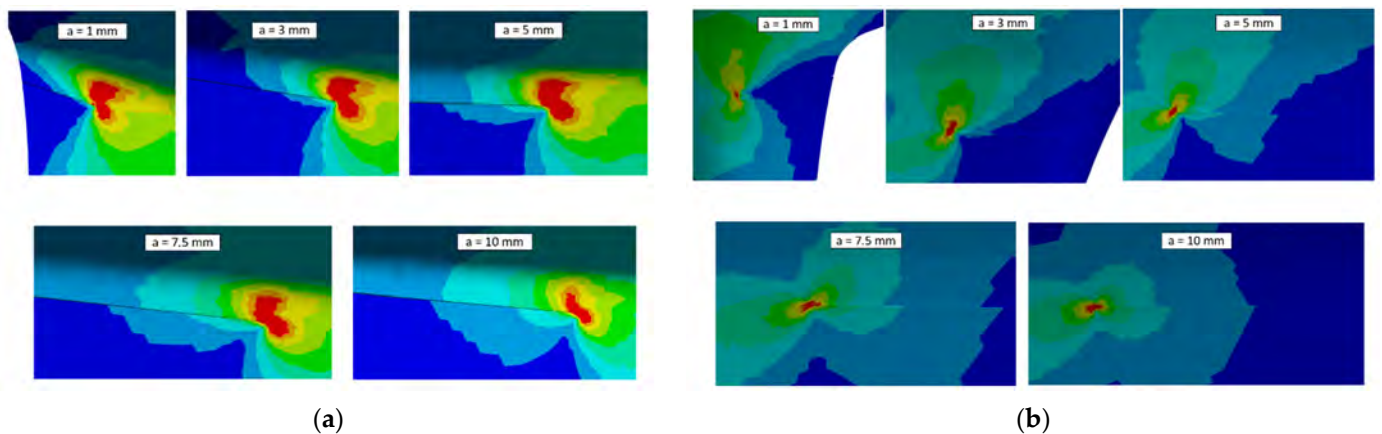 a = 1 mm
a = 3 mm
a = 5 mm
a = 7.5 mm
a = 10 mm
(a)
a = 1 mm
a = 3 mm
a = 5 mm
a = 7.5 mm
a = 10 mm
(b)